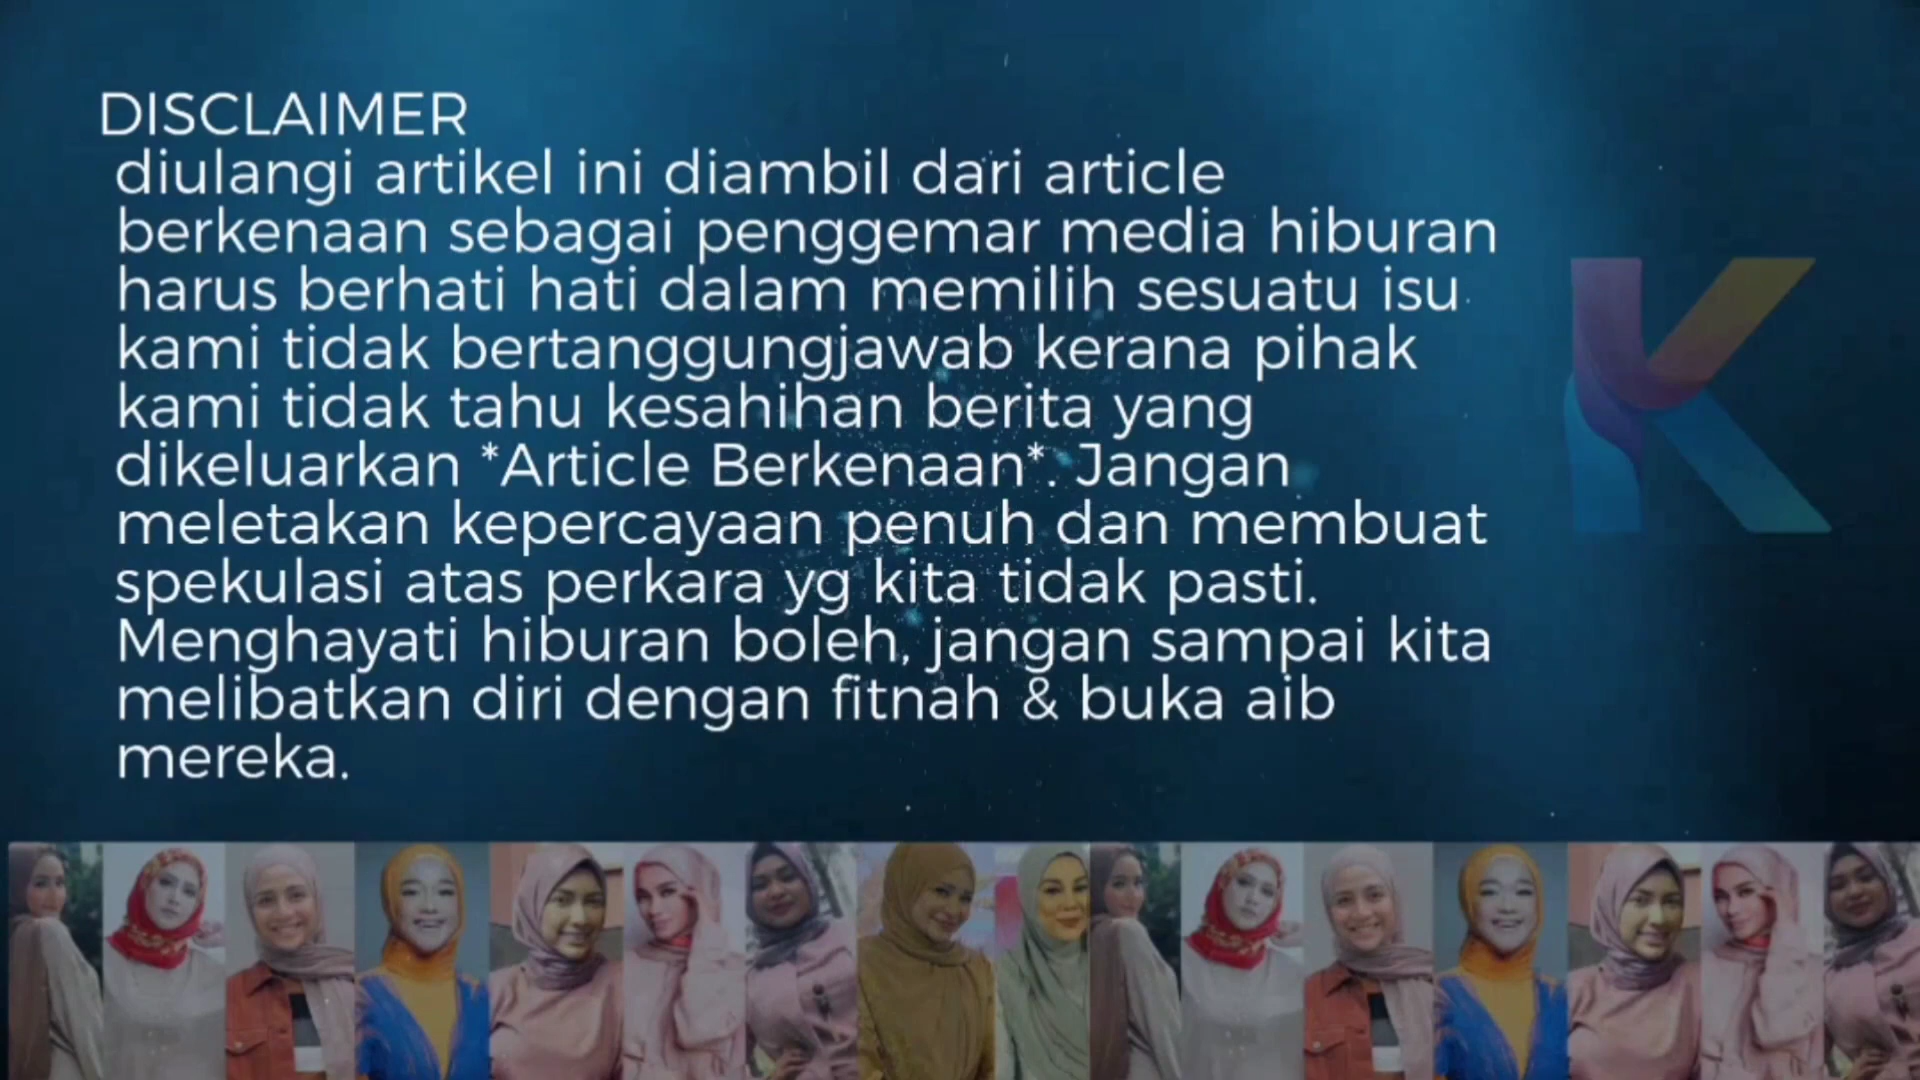 DISCLAIMER
diulangi artikel ini diambil dari article
berkenaan sebagai penggemar media hiburan
harus berhati hati dalam memilih sesuatu isu
kami tidak bertanggungjawab kerana pihak
kami tidak tahu kesahihan berita yang
dikeluarkan *Article Berkenaan*. Jangan
meletakan kepercayaan penuh dan membuat
spekulasi atas perkara yg kita tidak pasti.
Menghayati hiburan boleh, jangan sampai kita
melibatkan diri dengan fitnah & buka aib
mereka.
K